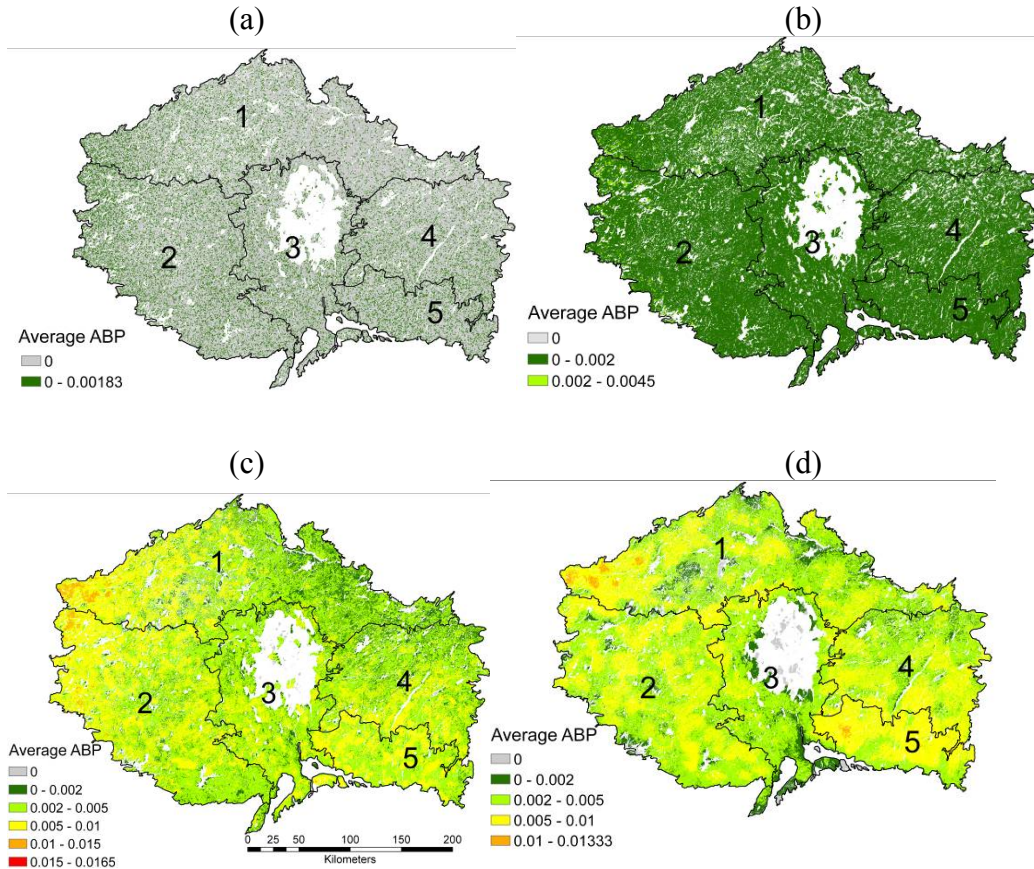 (a)
1
2
3
4
5
Average ABP
0
0 - 0.00183
(b)
1
2
3
4
5
Average ABP
0
0 - 0.002
0.002 - 0.0045
(c)
1
2
3
4
5
Average ABP
0
0 - 0.002
0.002 - 0.005
0.005 - 0.01
0.01 - 0.015
0.015 - 0.0165
0 25 50 100 150 200
Kilometers
(d)
1
2
3
4
5
Average ABP
0
0 - 0.002
0.002 - 0.005
0.005 - 0.01
0.01 - 0.01333